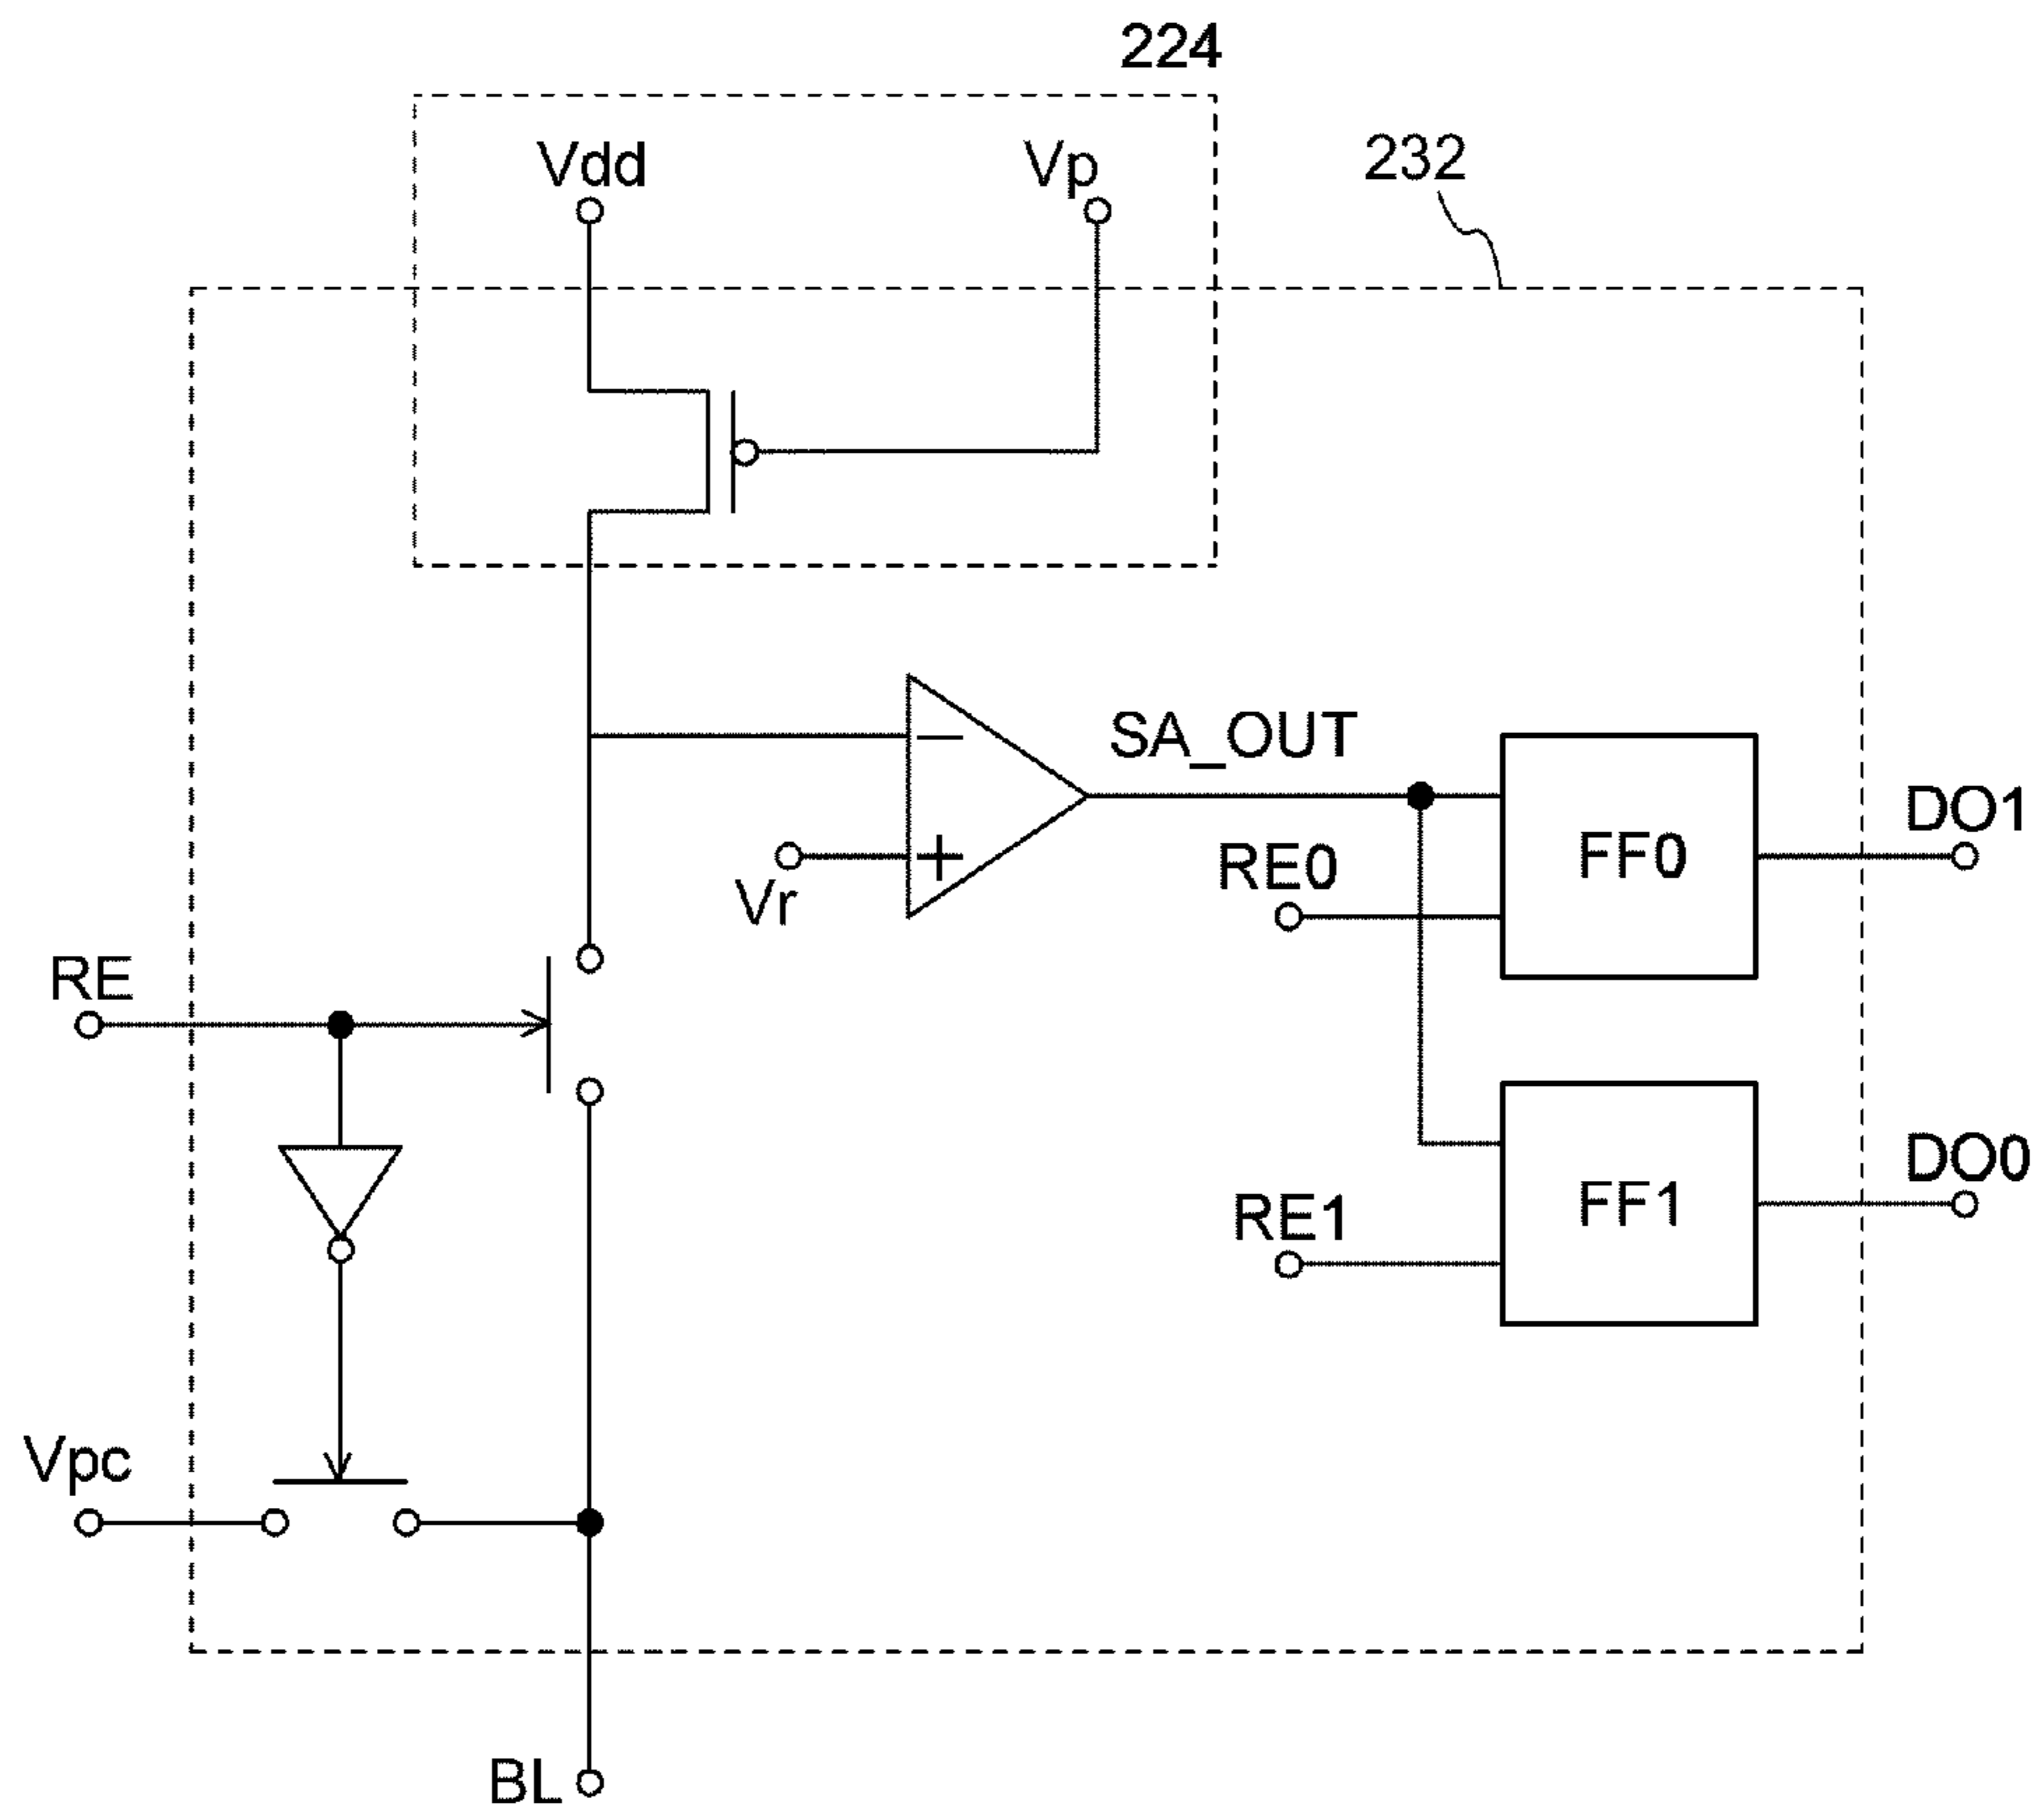 224
Vdd
Vp
232
SA_OUT
DO1
FF0
RE0
Vr
RE
DO0
FF1
RE1
Vpc
BL